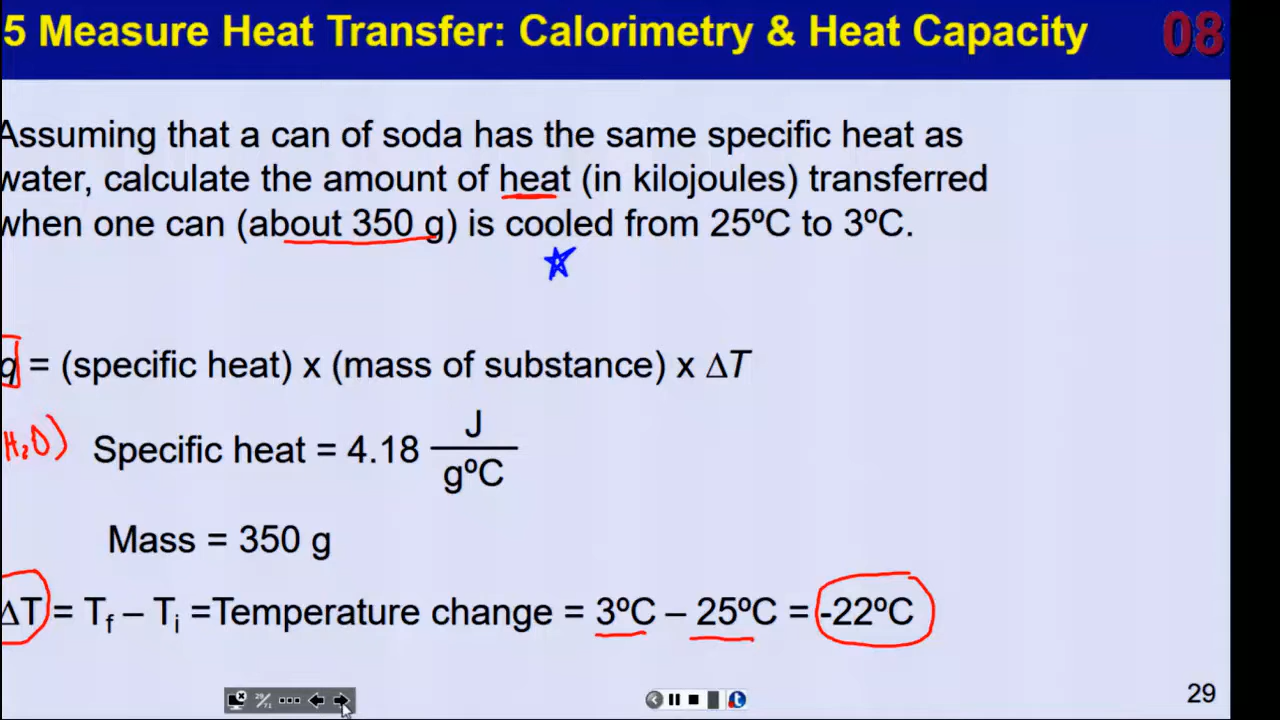 5 Measure Heat Transfer: Calorimetry & Heat Capacity 08
Assuming that a can of soda has the same specific heat as
water, calculate the amount of heat (in kilojoules) transferred
when one can (about 350 g) is cooled from 25ºC to 3ºC.
q = (specific heat) x (mass of substance) x ΔT
H₂O) Specific heat = 4.18 J
gºC
Mass = 350 g
ΔT = Tf – Ti =Temperature change = 3ºC – 25ºC = -22ºC
29/71
29